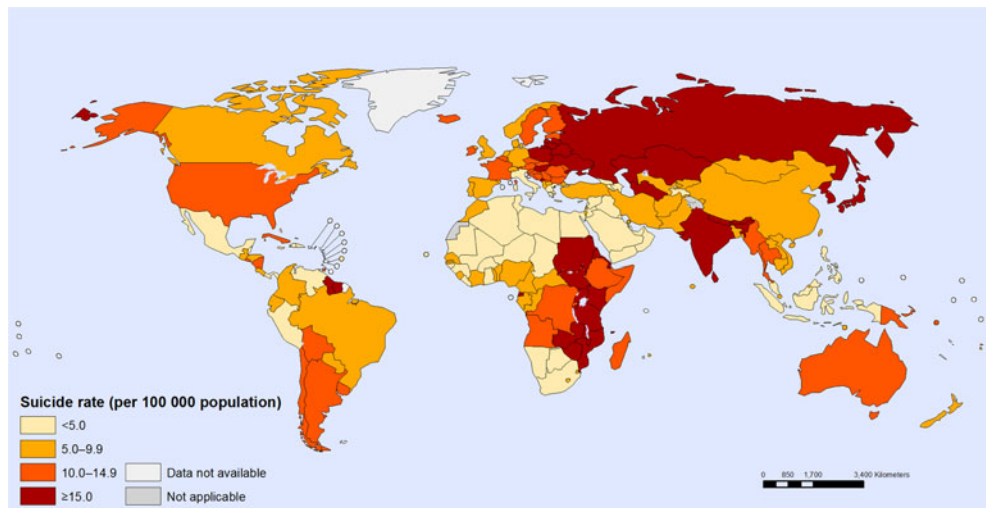 Suicide rate (per 100 000 population)
<5.0
5.0–9.9
10.0–14.9
≥15.0
Data not available
Not applicable
0 850 1,700 3,400 Kilometers